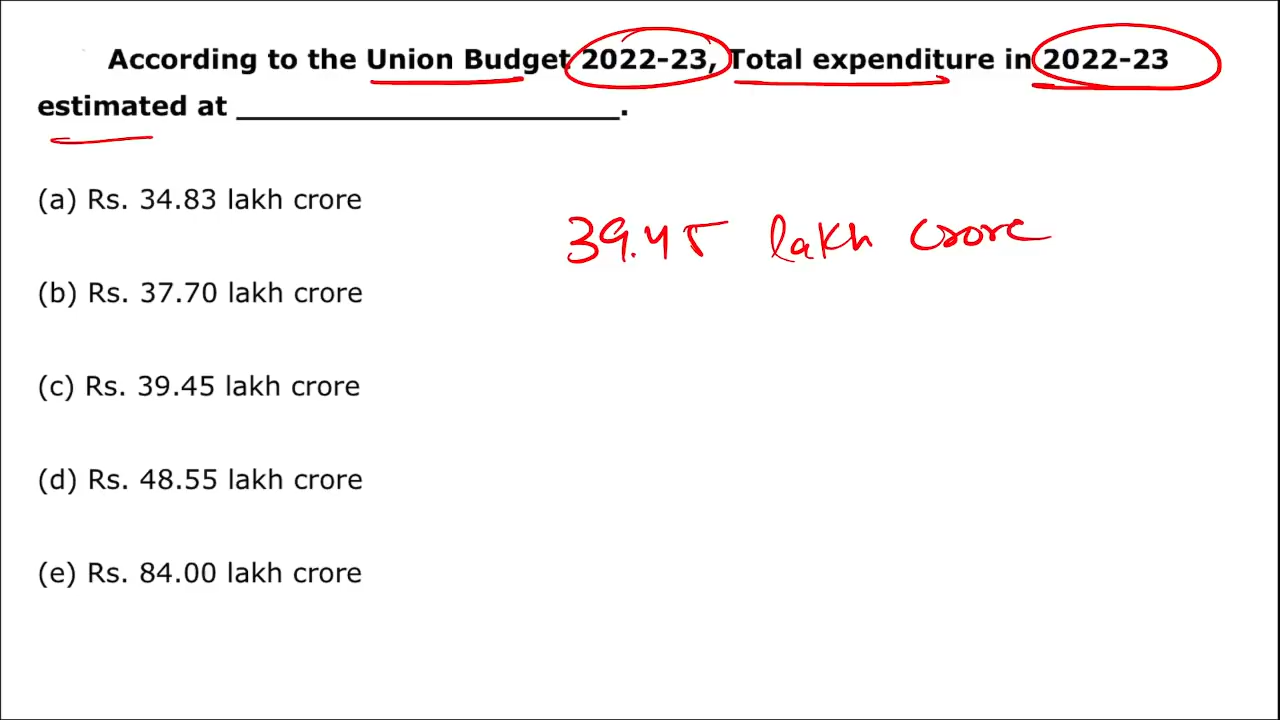 According to the Union Budget 2022-23, Total expenditure in 2022-23
estimated at ______________________.
(a) Rs. 34.83 lakh crore
39.45 lakh crore
(b) Rs. 37.70 lakh crore
(c) Rs. 39.45 lakh crore
(d) Rs. 48.55 lakh crore
(e) Rs. 84.00 lakh crore